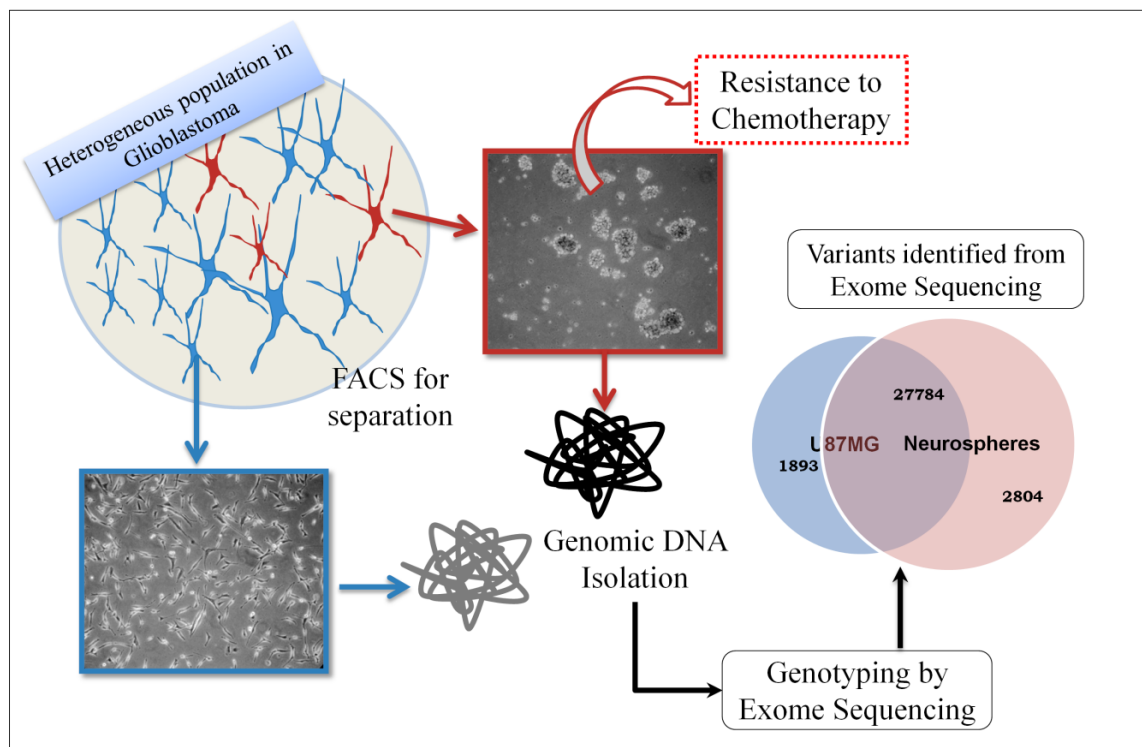 Heterogeneous population in
Glioblastoma
Resistance to
Chemotherapy
FACS for
separation
Genomic DNA
Isolation
Variants identified from
Exome Sequencing
27784
U87MG
Neurospheres
1893
2804
Genotyping by
Exome Sequencing